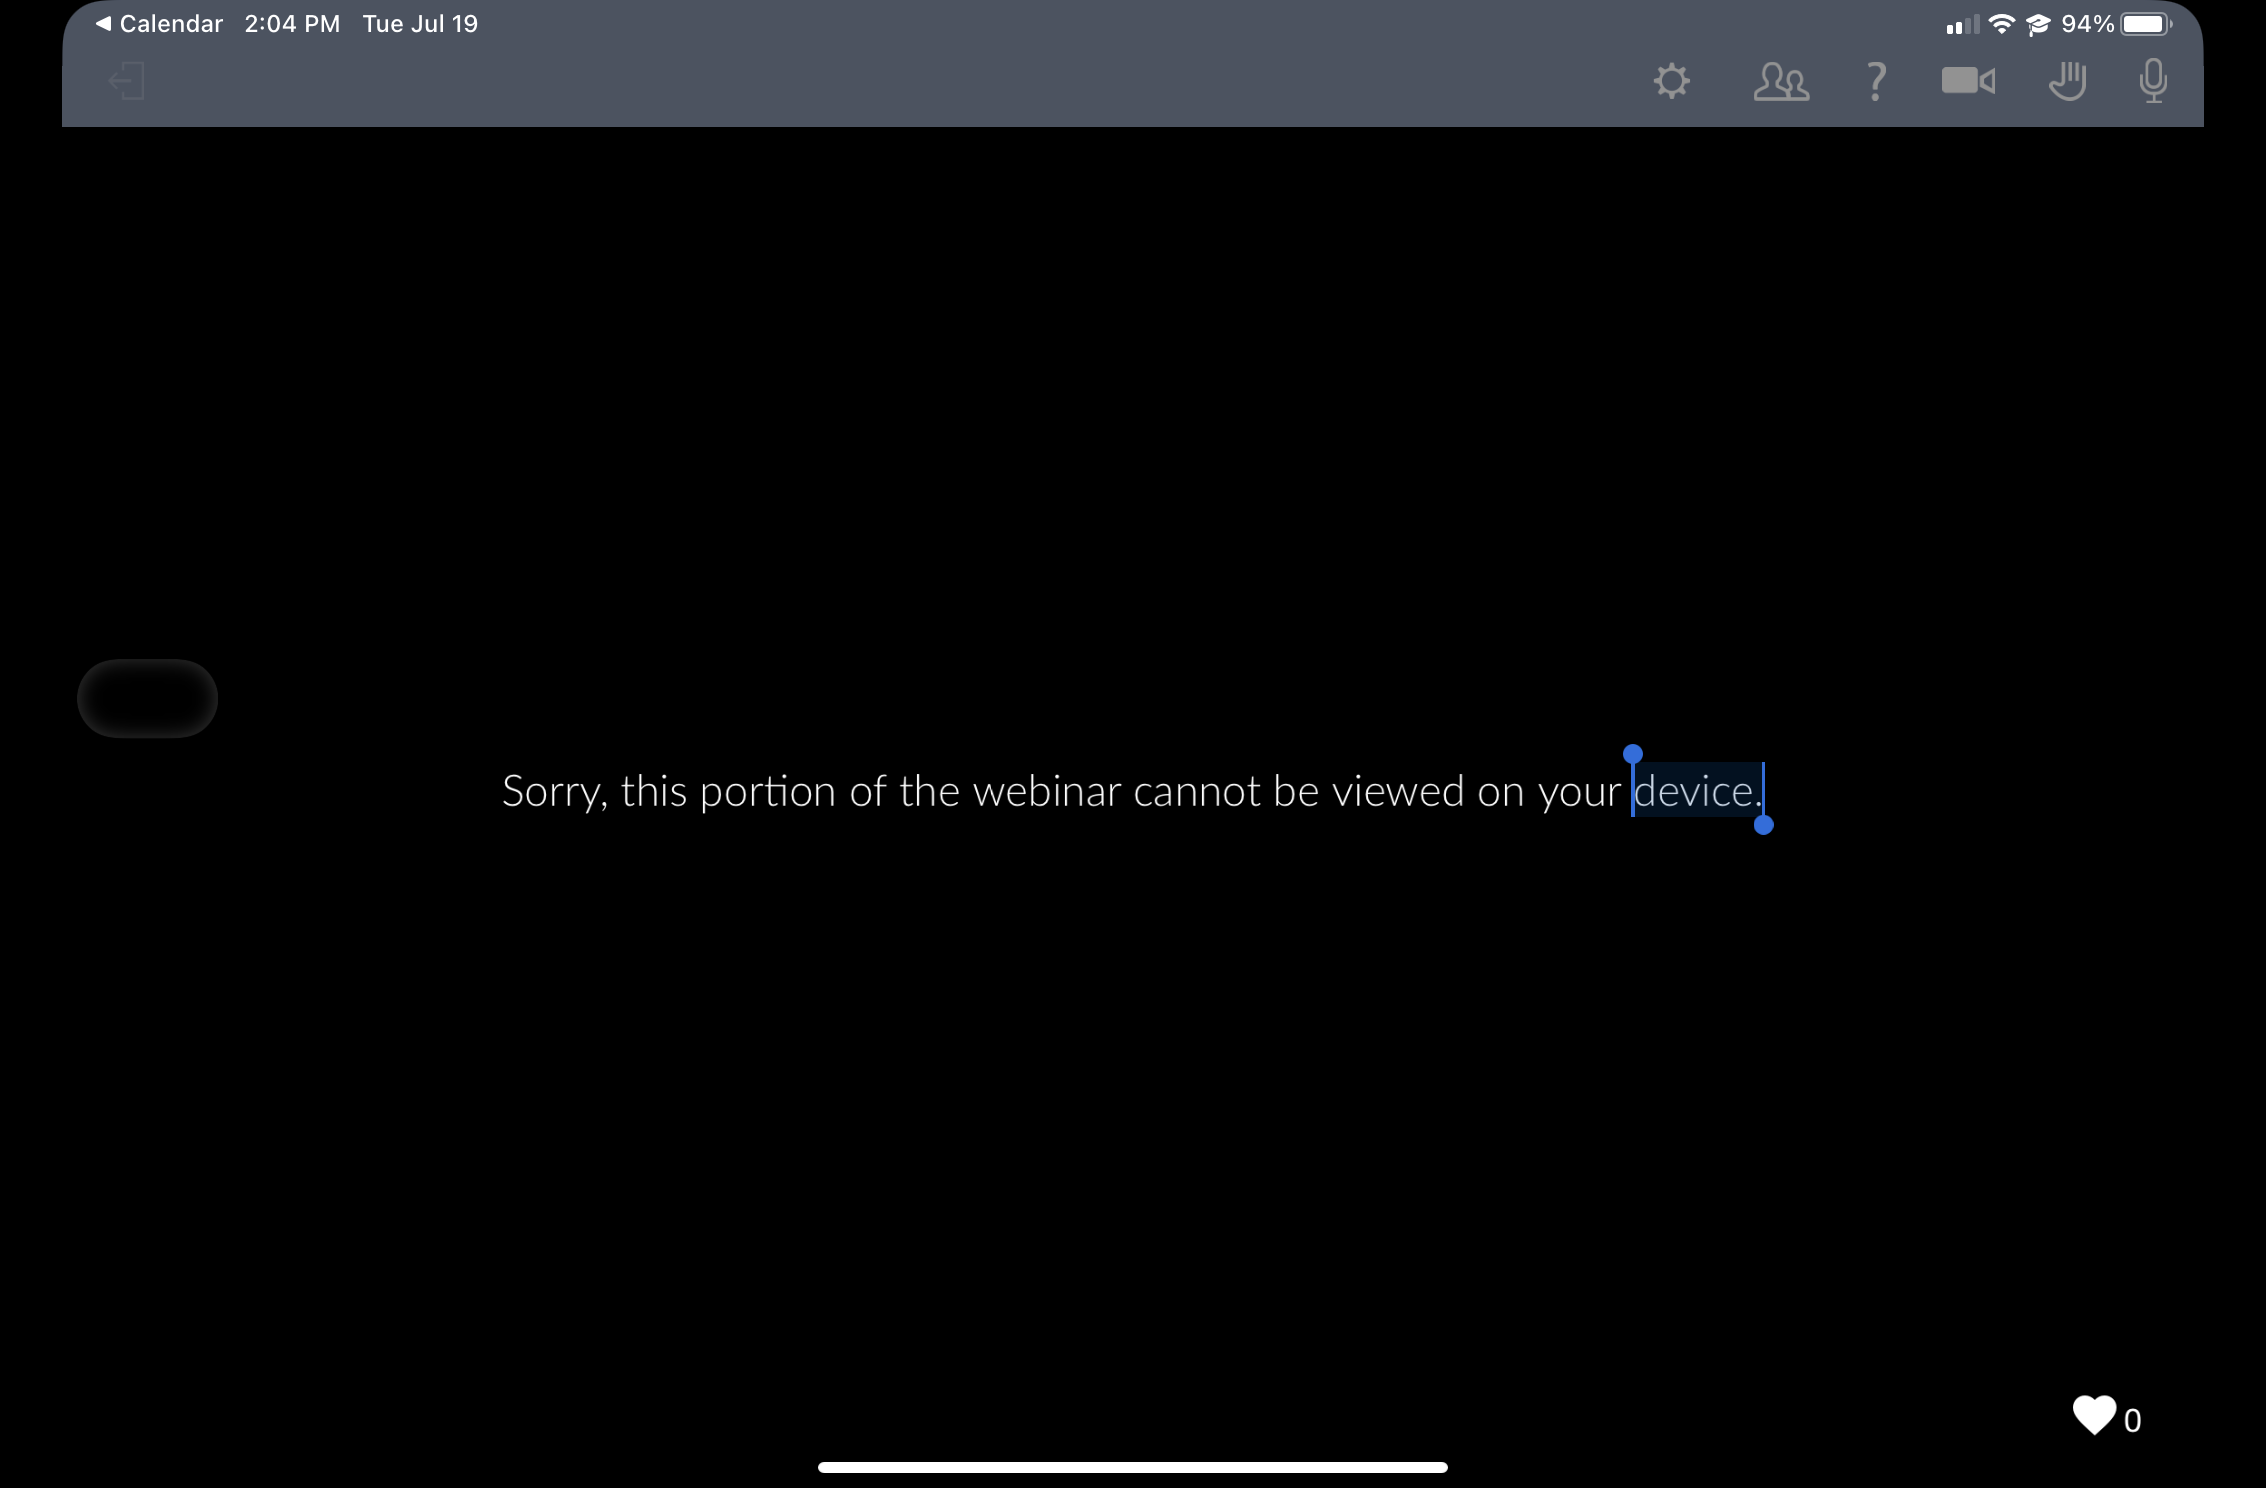 Calendar 2:04 PM Tue Jul 19 94%
Sorry, this portion of the webinar cannot be viewed on your device.
0